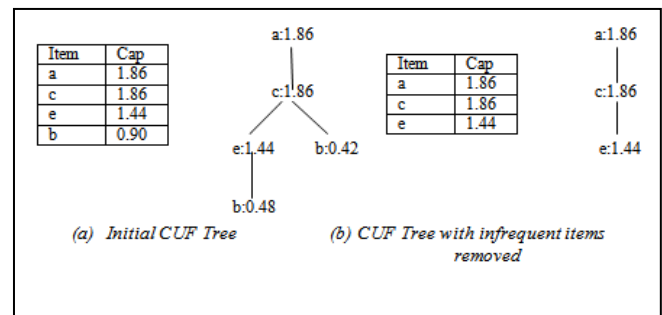 Item Cap
a 1.86
c 1.86
e 1.44
b 0.90
a:1.86
c:1.86
e:1.44 b:0.42
b:0.48
(a) Initial CUF Tree
Item Cap
a 1.86
c 1.86
e 1.44
a:1.86
c:1.86
e:1.44
(b) CUF Tree with infrequent items
removed